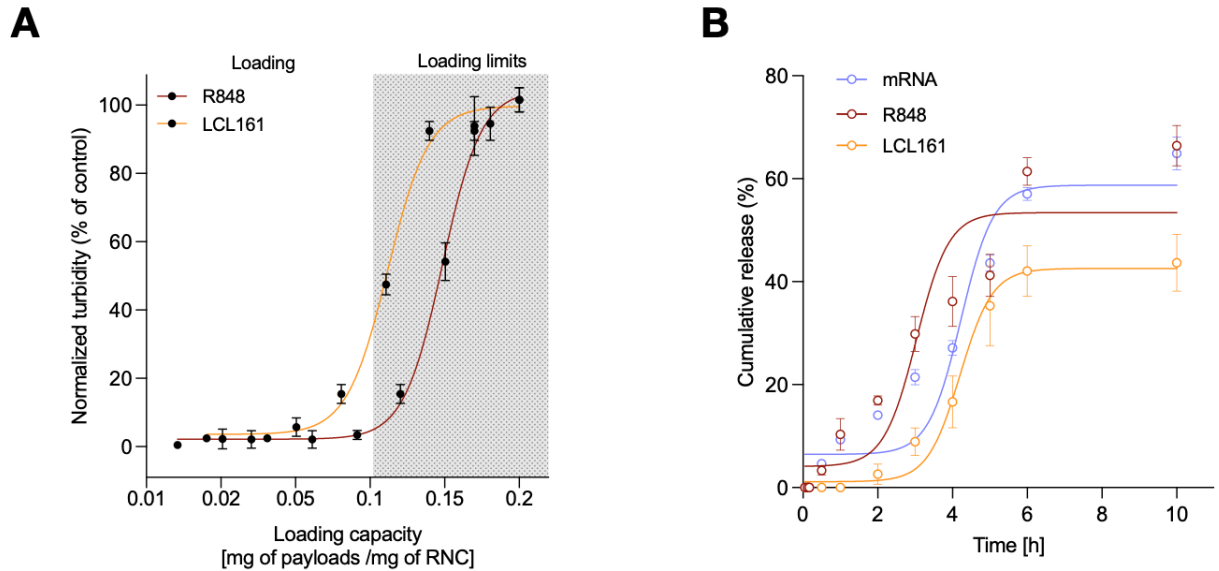 A
Loading
Loading limits
R848
LCL161
Normalized turbidity (% of control)
100
80
60
40
20
0
0.01
0.02
0.05
0.1
0.15
0.2
Loading capacity
[mg of payloads /mg of RNC]
B
mRNA
R848
LCL161
Cumulative release (%)
80
60
40
20
0
0
2
4
6
8
10
Time [h]